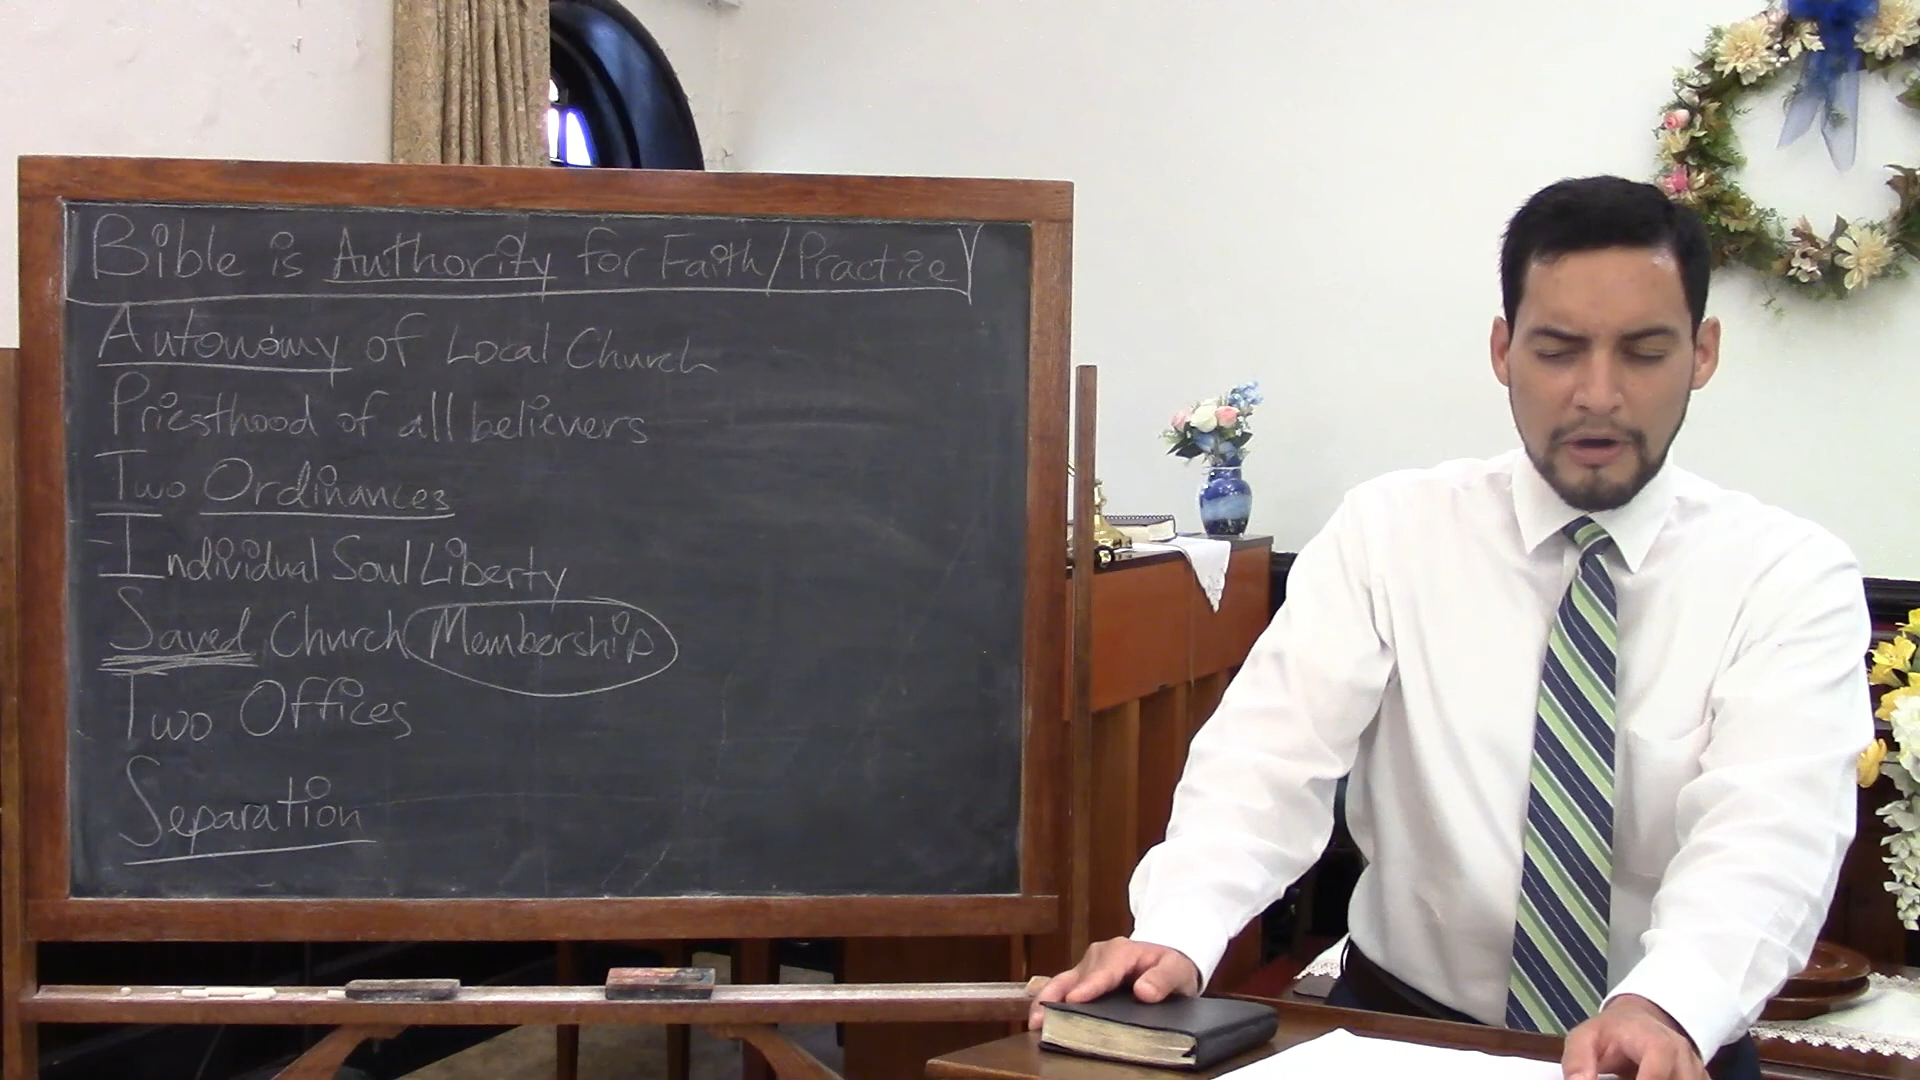 Bible is Authority for Faith/Practice
Autonomy of Local Church
Priesthood of all believers
Two Ordinances
Individual Soul Liberty
Saved Church Membership
Two Offices
Separation